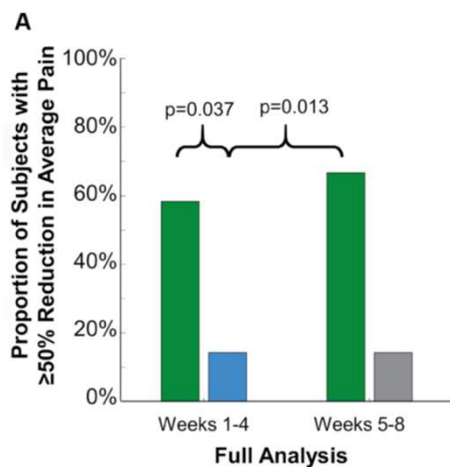 A
Proportion of Subjects with
≥50% Reduction in Average Pain
100%
80%
60%
40%
20%
0%
p=0.037
p=0.013
Weeks 1-4
Weeks 5-8
Full Analysis